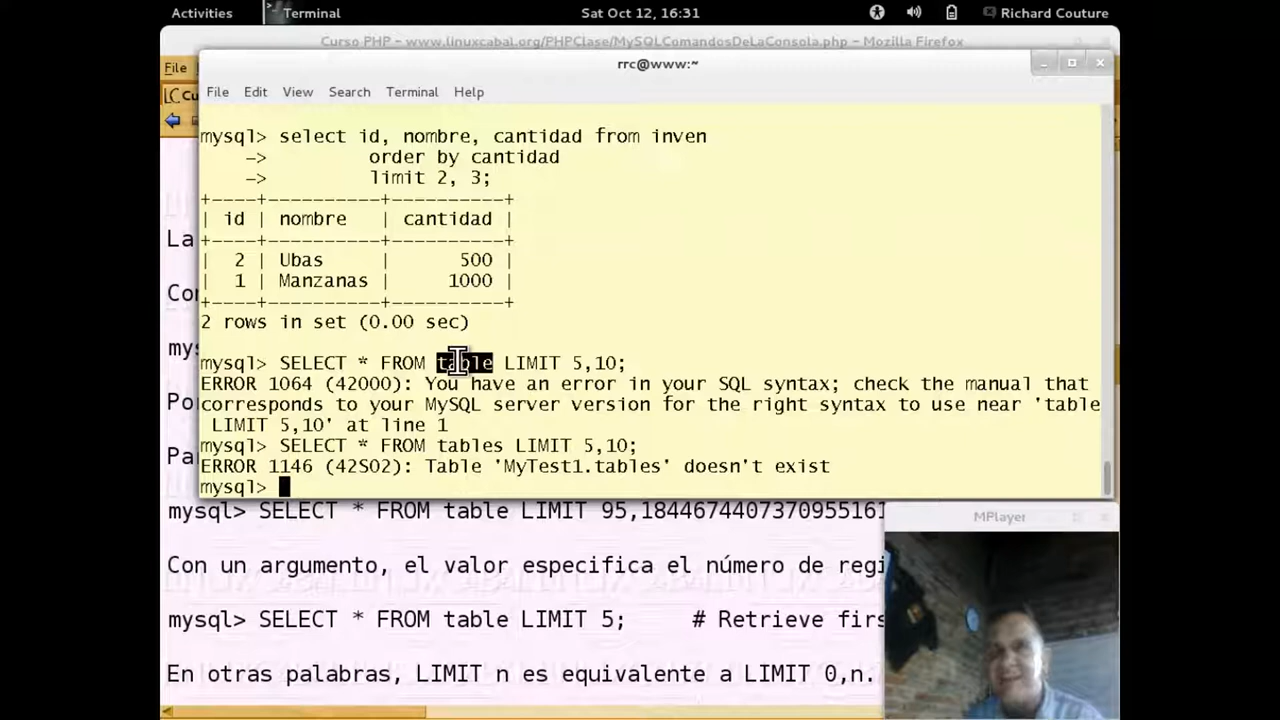 Activities Terminal Sat Oct 12, 16:31 Richard Couture
Curso PHP - www.linuxcabal.org/PHPClase/MySQLComandosDeLaConsola.php - Mozilla Firefox
File
rrc@www:~
File Edit View Search Terminal Help
mysql> select id, nombre, cantidad from inven
-> order by cantidad
-> limit 2, 3;
+----+----------+----------+
| id | nombre | cantidad |
+----+----------+----------+
| 2 | Ubas | 500 |
| 1 | Manzanas | 1000 |
+----+----------+----------+
2 rows in set (0.00 sec)
mysql> SELECT * FROM table LIMIT 5,10;
ERROR 1064 (42000): You have an error in your SQL syntax; check the manual that
corresponds to your MySQL server version for the right syntax to use near 'table
LIMIT 5,10' at line 1
mysql> SELECT * FROM tables LIMIT 5,10;
ERROR 1146 (42S02): Table 'MyTest1.tables' doesn't exist
mysql>
La
my
mysql> SELECT * FROM table LIMIT 95,1844674407370955161
MPlayer
Con un argumento, el valor especifica el número de regi
mysql> SELECT * FROM table LIMIT 5; # Retrieve firs
En otras palabras, LIMIT n es equivalente a LIMIT 0,n.